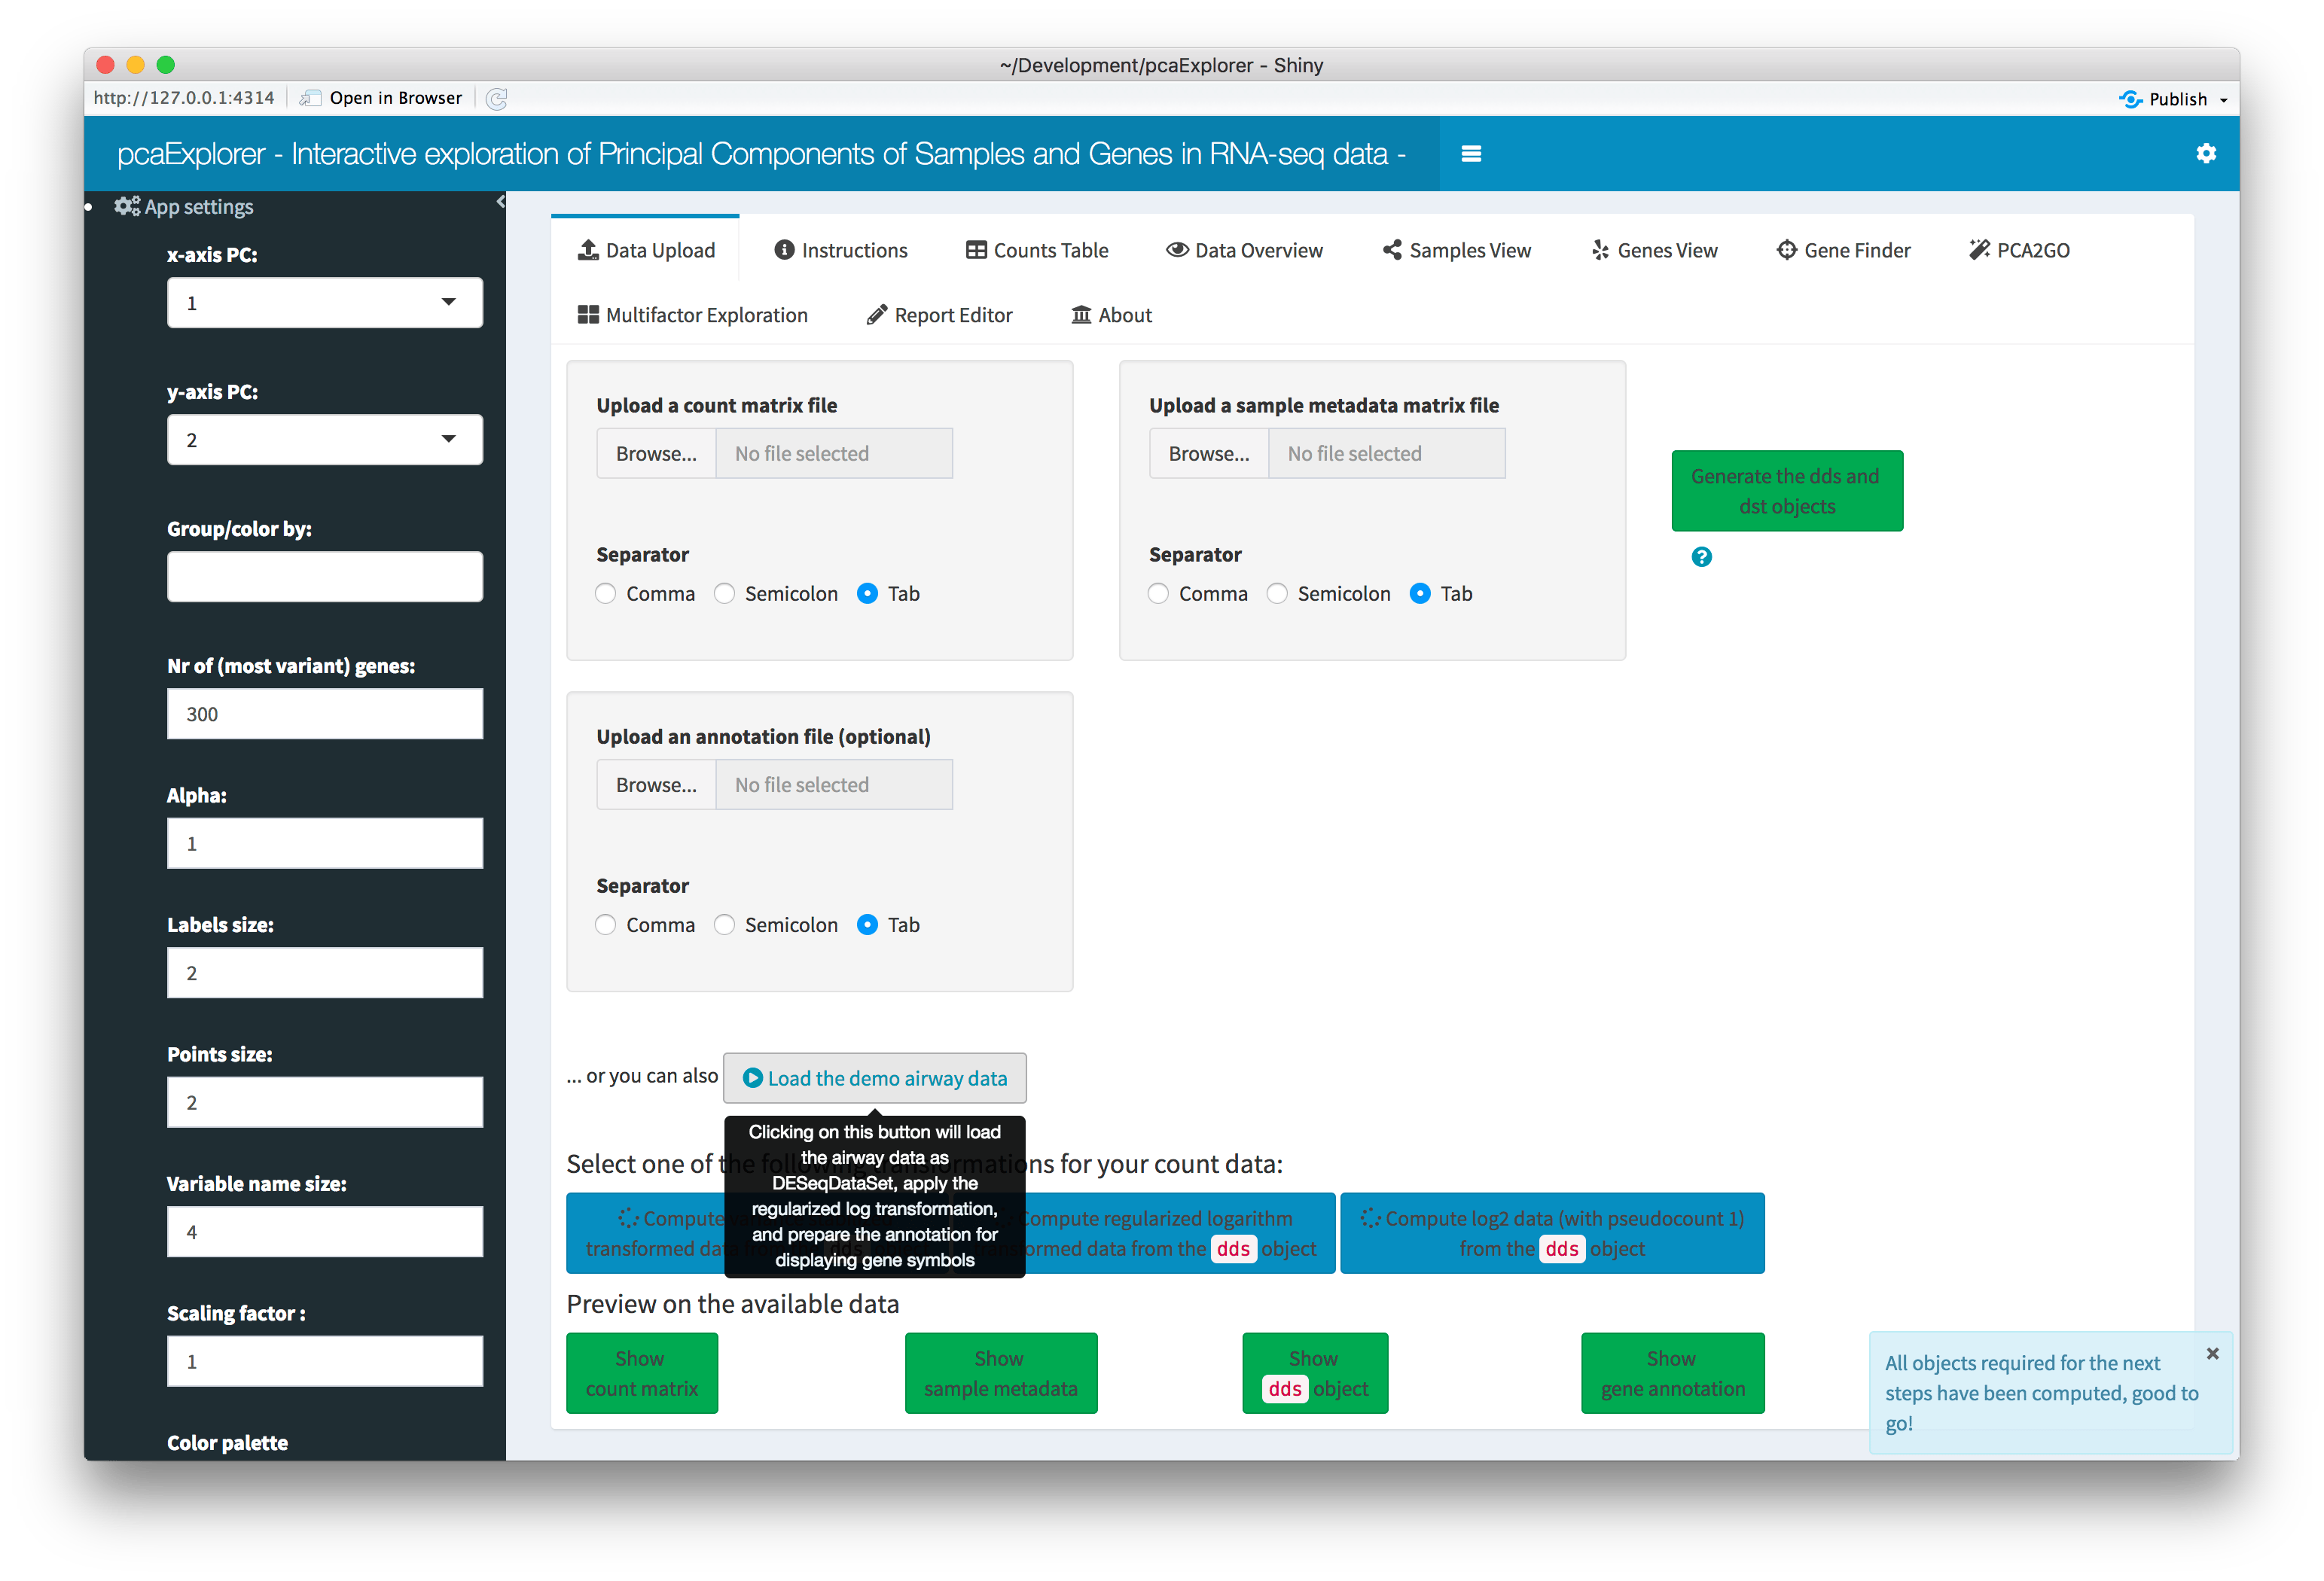 ~/Development/pcaExplorer - Shiny
http://127.0.0.1:4314 Open in Browser Publish
pcaExplorer - Interactive exploration of Principal Components of Samples and Genes in RNA-seq data -
App settings
x-axis PC:
1
y-axis PC:
2
Group/color by:
Nr of (most variant) genes:
300
Alpha:
1
Labels size:
2
Points size:
2
Variable name size:
4
Scaling factor :
1
Color palette
Data Upload Instructions Counts Table Data Overview Samples View Genes View Gene Finder PCA2GO
Multifactor Exploration Report Editor About
Upload a count matrix file
Browse... No file selected
Separator
Comma Semicolon Tab
Upload a sample metadata matrix file
Browse... No file selected
Separator
Comma Semicolon Tab
Generate the dds and
dst objects
?
Upload an annotation file (optional)
Browse... No file selected
Separator
Comma Semicolon Tab
... or you can also Load the demo airway data
Clicking on this button will load
the airway data as
DESeqDataSet, apply the
regularized log transformation,
and prepare the annotation for
displaying gene symbols
Select one of the following transformations for your count data:
Compute
transformed data dds
Compute regularized logarithm
transformed data from the dds object
Compute log2 data (with pseudocount 1)
from the dds object
Preview on the available data
Show
count matrix
Show
sample metadata
Show
dds object
Show
gene annotation
All objects required for the next
steps have been computed, good to
go!